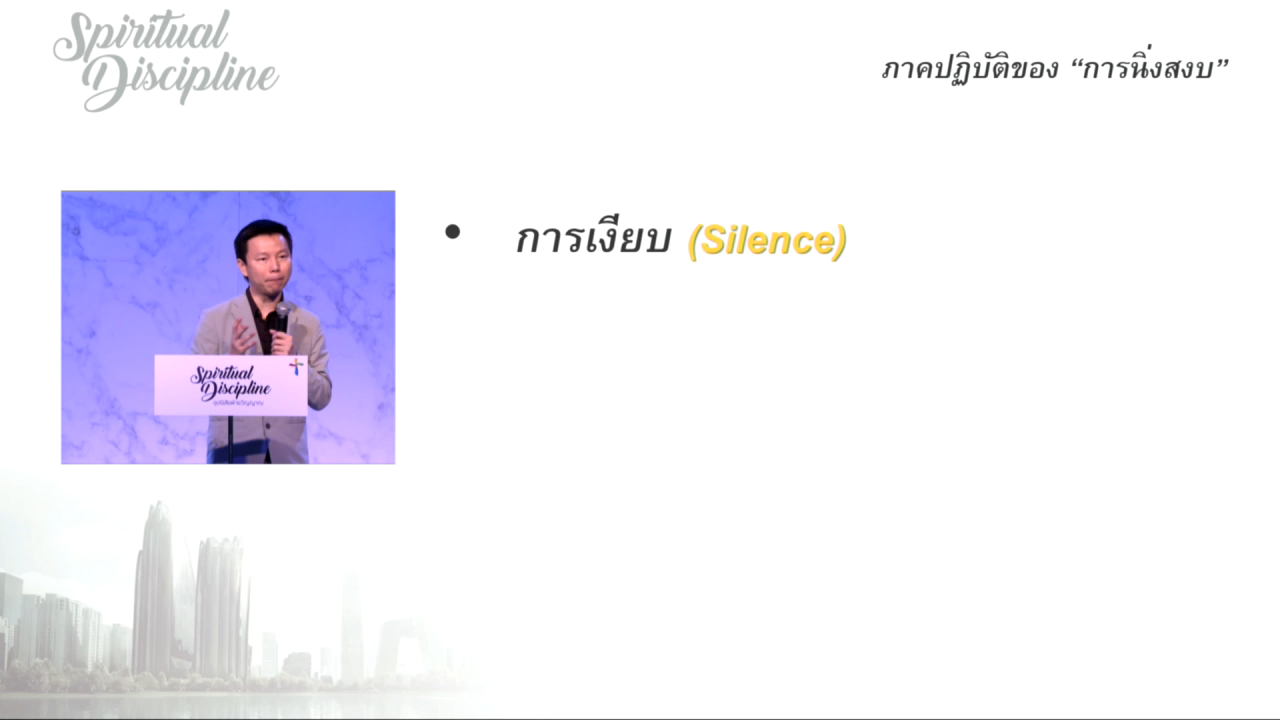 Spiritual
Discipline
ภาคปฏิบัติของ “การนิ่งสงบ”
• การเงียบ (Silence)
Spiritual
Discipline